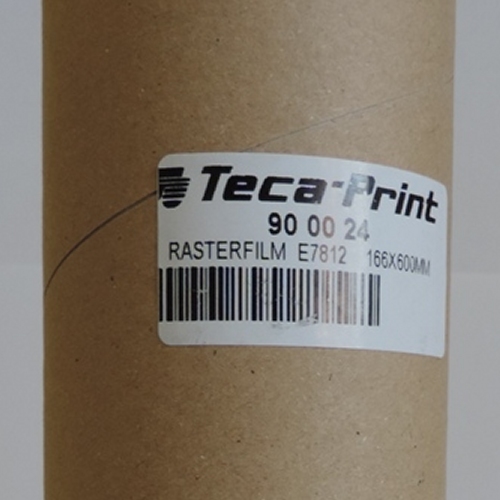 Teca-Print
90 00 24
RASTERFILM E7812 166X600MM